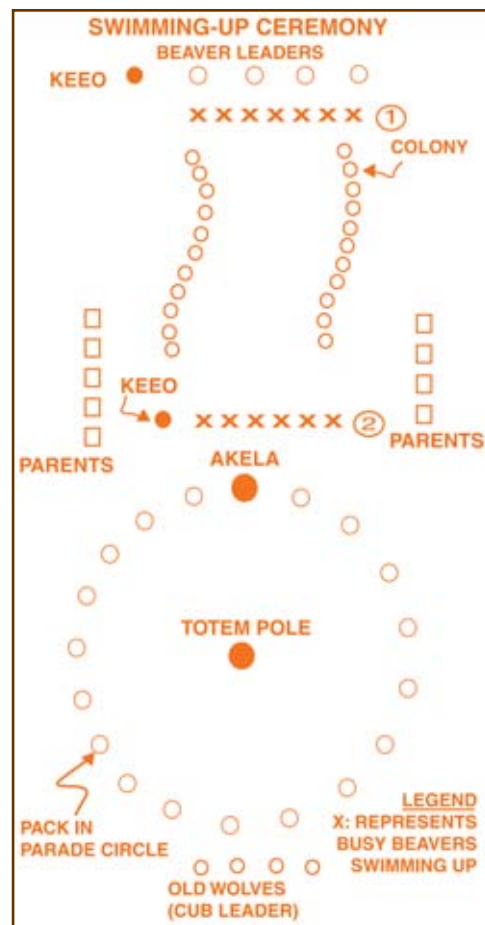 SWIMMING-UP CEREMONY
BEAVER LEADERS
KEEO
X X X X X X X 1
COLONY
KEEO
X X X X X X 2
PARENTS
PARENTS
AKELA
TOTEM POLE
PACK IN
PARADE CIRCLE
LEGEND
X: REPRESENTS
BUSY BEAVERS
SWIMMING UP
OLD WOLVES
(CUB LEADER)